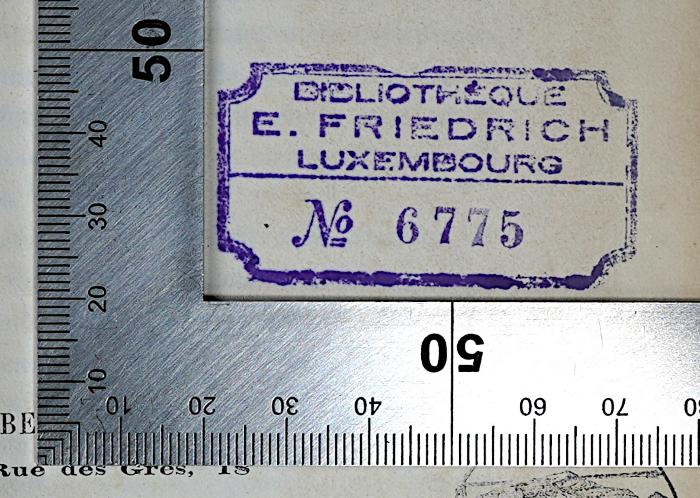 BIBLIOTHÈQUE
E. FRIEDRICH
LUXEMBOURG
№ 6775
50
40
30
20
10
10
20
30
40
50
60
70
80
BE
Rue des Grès, 18